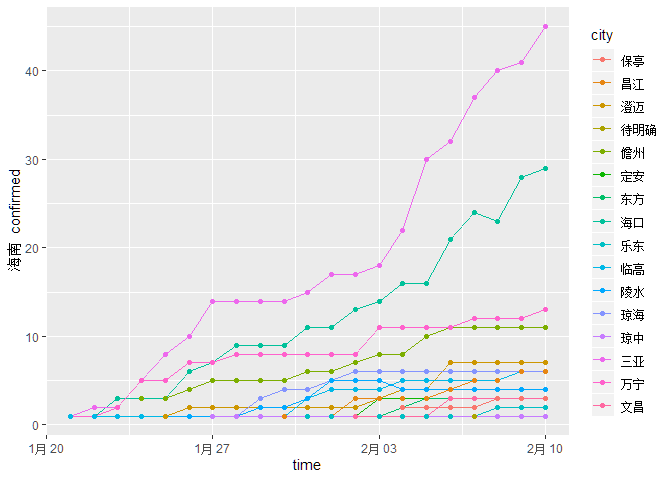 city
保亭
昌江
澄迈
待明确
儋州
定安
东方
海口
乐东
临高
陵水
琼海
琼中
三亚
万宁
文昌
海南 confirmed
40
30
20
10
0
1月 20
1月 27
2月 03
2月 10
time